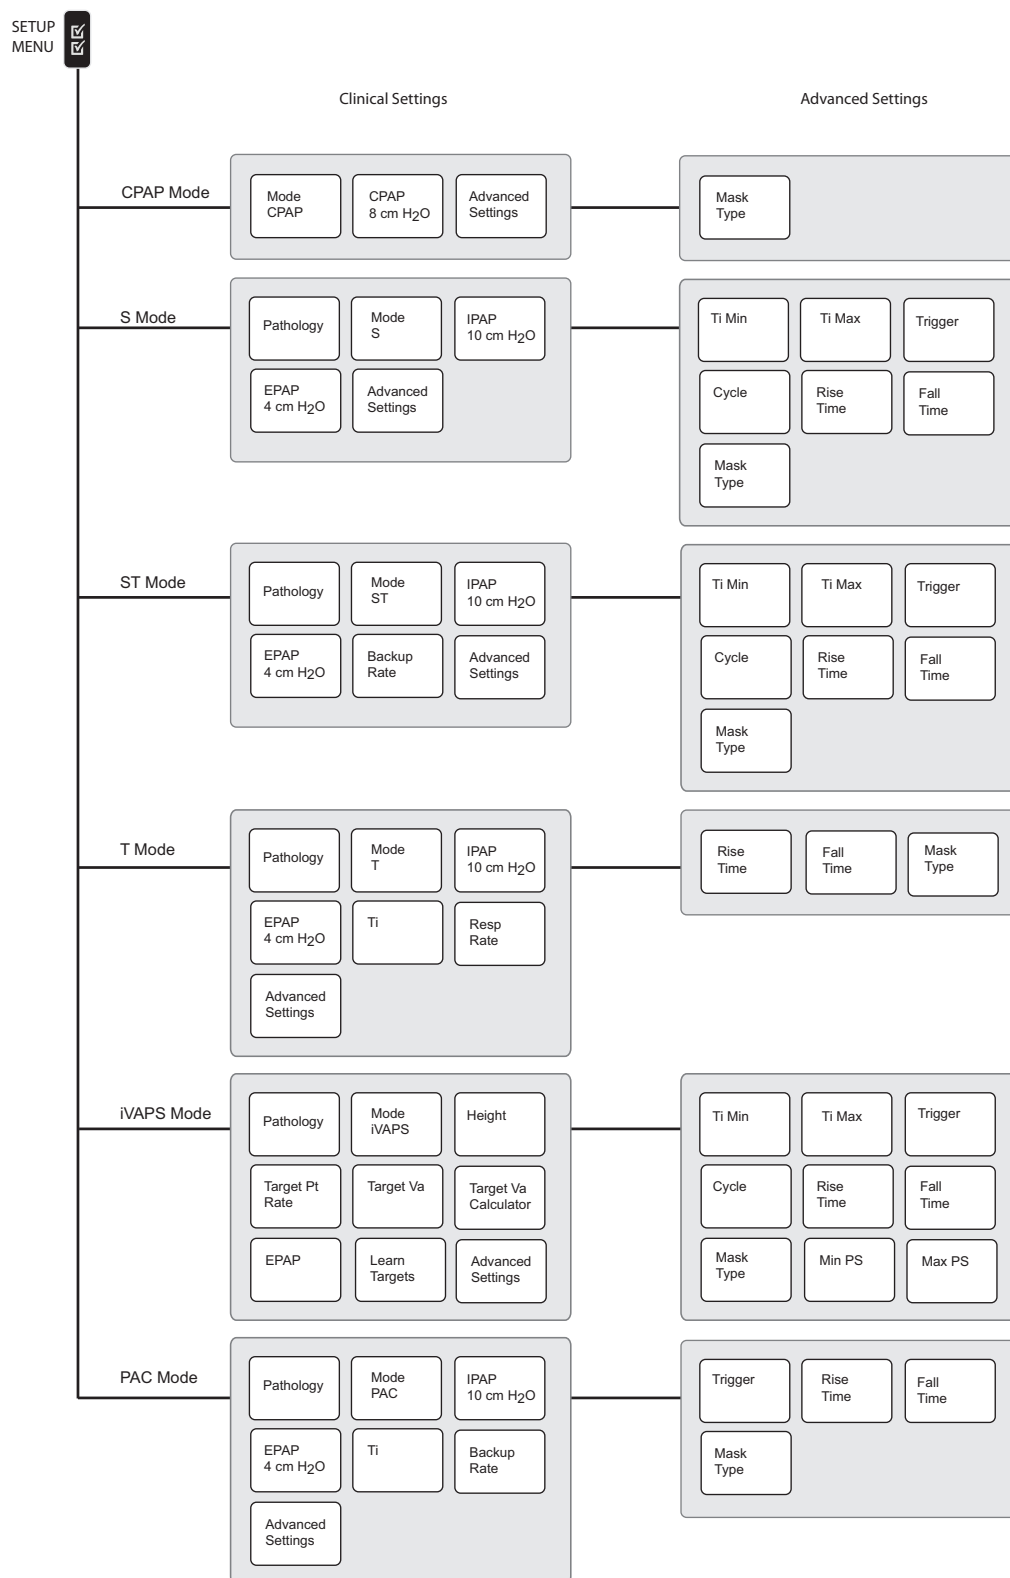 SETUP
MENU
Clinical Settings
Advanced Settings
CPAP Mode
Mode
CPAP
CPAP
8 cm H2O
Advanced
Settings
Mask
Type
S Mode
Pathology
Mode
S
IPAP
10 cm H2O
EPAP
4 cm H2O
Advanced
Settings
Ti Min
Ti Max
Trigger
Cycle
Rise
Time
Fall
Time
Mask
Type
ST Mode
Pathology
Mode
ST
IPAP
10 cm H2O
EPAP
4 cm H2O
Backup
Rate
Advanced
Settings
Ti Min
Ti Max
Trigger
Cycle
Rise
Time
Fall
Time
Mask
Type
T Mode
Pathology
Mode
T
IPAP
10 cm H2O
EPAP
4 cm H2O
Ti
Resp
Rate
Advanced
Settings
Rise
Time
Fall
Time
Mask
Type
iVAPS Mode
Pathology
Mode
iVAPS
Height
Target Pt
Rate
Target Va
Target Va
Calculator
EPAP
Learn
Targets
Advanced
Settings
Ti Min
Ti Max
Trigger
Cycle
Rise
Time
Fall
Time
Mask
Type
Min PS
Max PS
PAC Mode
Pathology
Mode
PAC
IPAP
10 cm H2O
EPAP
4 cm H2O
Ti
Backup
Rate
Advanced
Settings
Trigger
Rise
Time
Fall
Time
Mask
Type